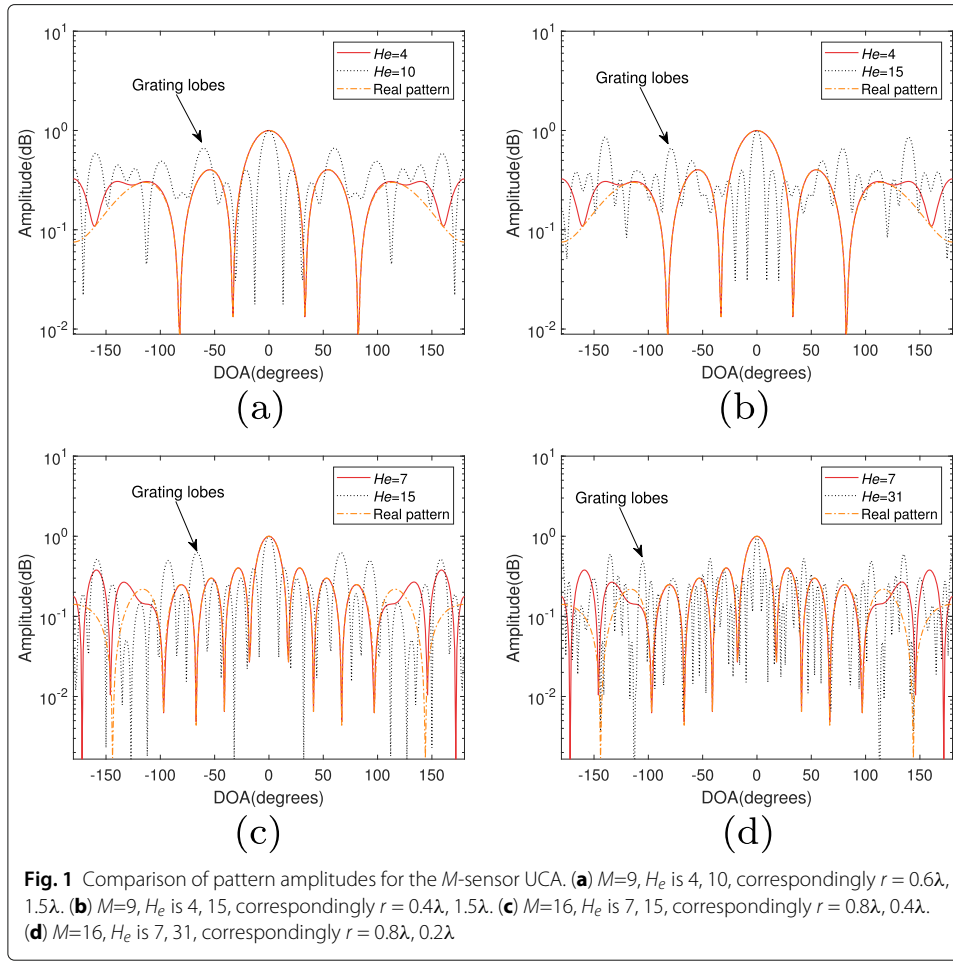 10^1
He=4
He=10
Real pattern
Grating lobes
10^0
10^-1
10^-2
Amplitude(dB)
-150 -100 -50 0 50 100 150
DOA(degrees)
(a)
10^1
He=4
He=15
Real pattern
Grating lobes
10^0
10^-1
10^-2
Amplitude(dB)
-150 -100 -50 0 50 100 150
DOA(degrees)
(b)
10^1
He=7
He=15
Real pattern
Grating lobes
10^0
10^-1
10^-2
Amplitude(dB)
-150 -100 -50 0 50 100 150
DOA(degrees)
(c)
10^1
He=7
He=31
Real pattern
Grating lobes
10^0
10^-1
10^-2
Amplitude(dB)
-150 -100 -50 0 50 100 150
DOA(degrees)
(d)
Fig. 1 Comparison of pattern amplitudes for the M-sensor UCA. (a) M=9, He is 4, 10, correspondingly r = 0.6λ,
1.5λ. (b) M=9, He is 4, 15, correspondingly r = 0.4λ, 1.5λ. (c) M=16, He is 7, 15, correspondingly r = 0.8λ, 0.4λ.
(d) M=16, He is 7, 31, correspondingly r = 0.8λ, 0.2λ